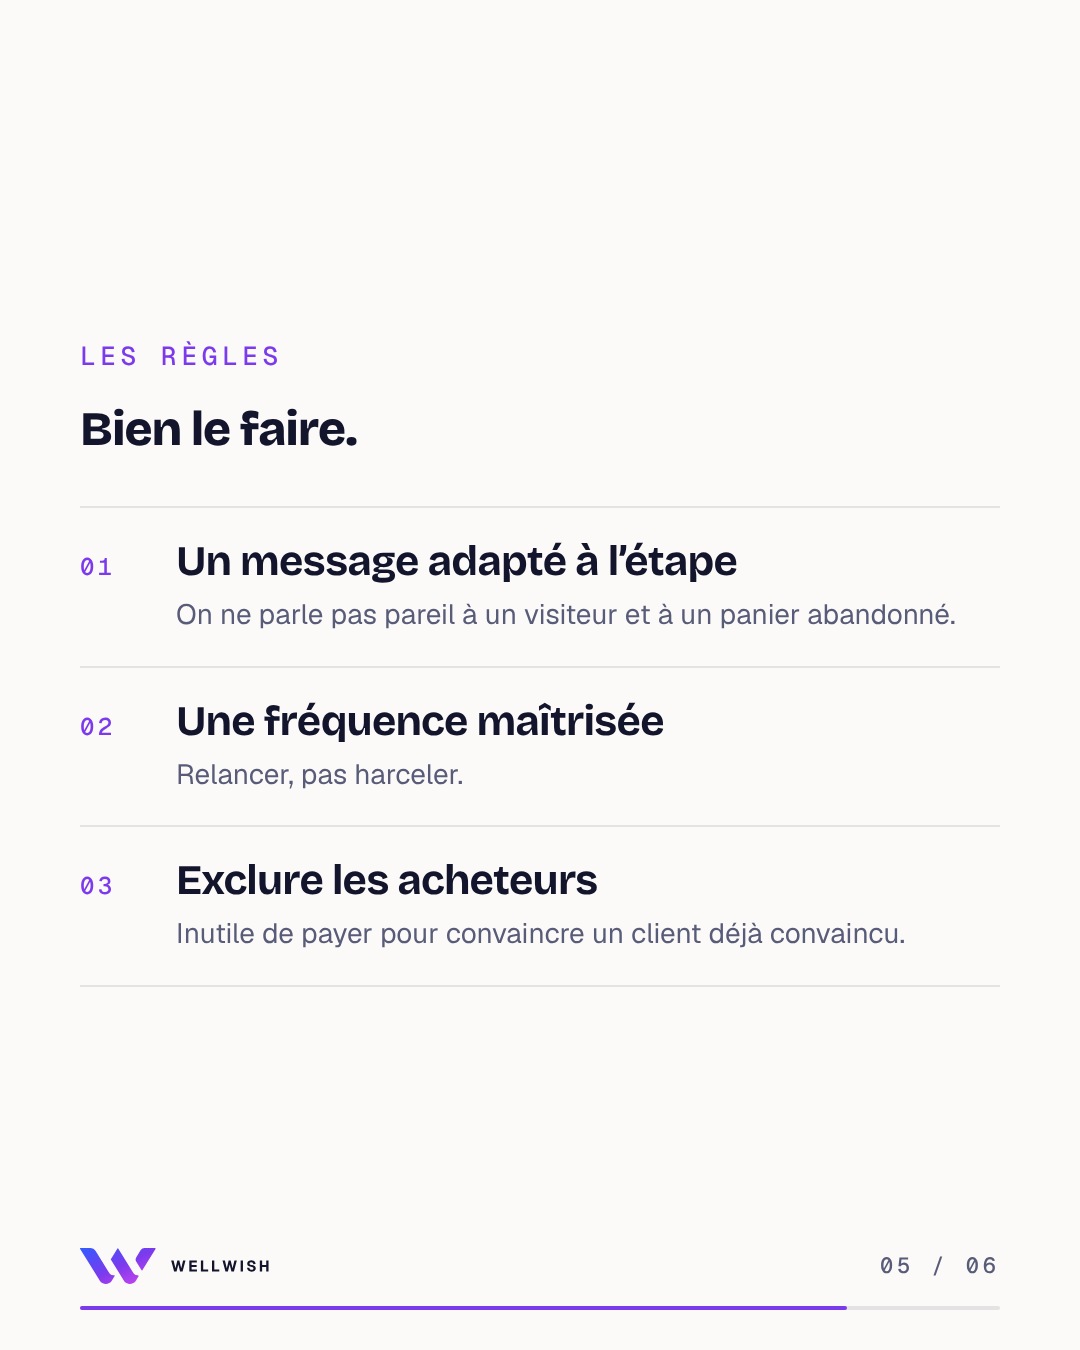 LES RÈGLES
Bien le faire.
01 Un message adapté à l’étape
On ne parle pas pareil à un visiteur et à un panier abandonné.
02 Une fréquence maîtrisée
Relancer, pas harceler.
03 Exclure les acheteurs
Inutile de payer pour convaincre un client déjà convaincu.
WELLWISH 05 / 06